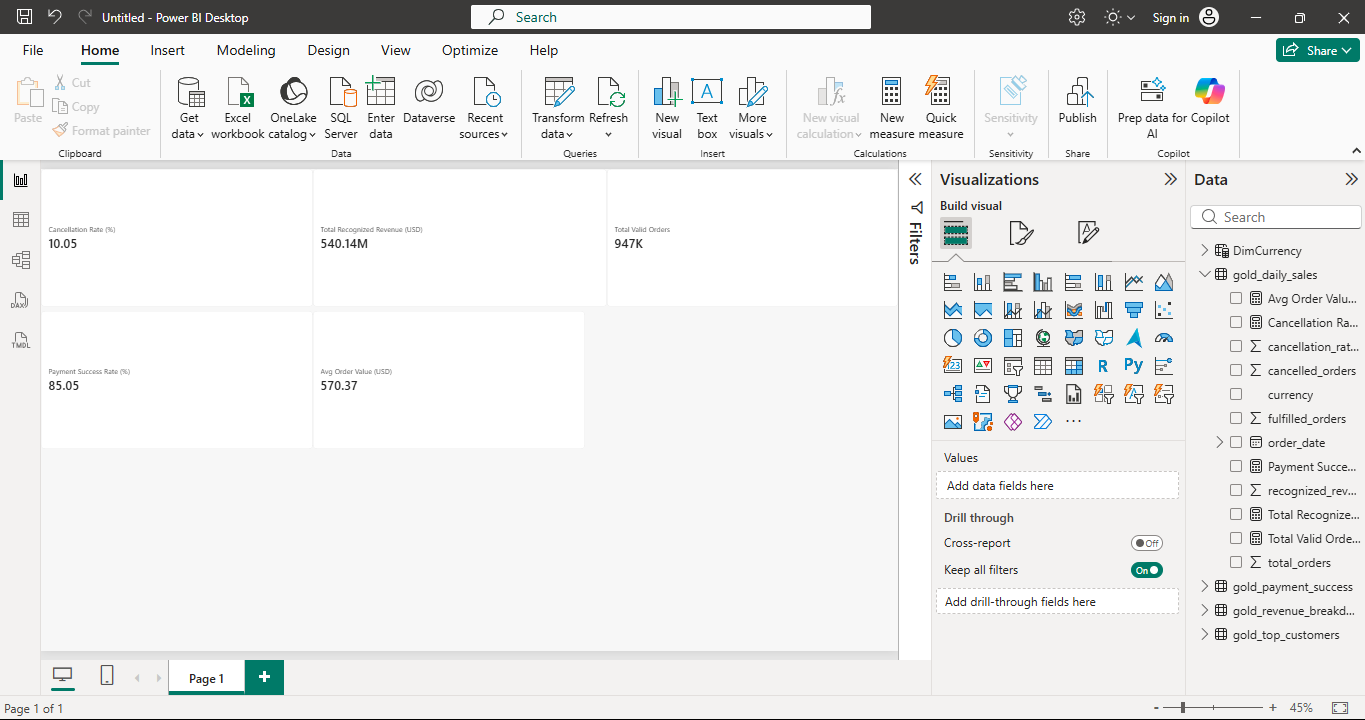 Untitled - Power BI Desktop
Search
Sign in
File
Home
Insert
Modeling
Design
View
Optimize
Help
Share
Paste
Cut
Copy
Format painter
Clipboard
Get data
Excel workbook
OneLake catalog
SQL Server
Enter data
Dataverse
Recent sources
Data
Transform data
Refresh
Queries
New visual
Text box
More visuals
Insert
New visual calculation
New measure
Quick measure
Calculations
Sensitivity
Sensitivity
Publish
Share
Prep data for AI
Copilot
Copilot
Cancellation Rate (%)
10.05
Total Recognized Revenue (USD)
540.14M
Total Valid Orders
947K
Payment Success Rate (%)
85.05
Avg Order Value (USD)
570.37
DAX
TMDL
Filters
Visualizations
Build visual
123
R
Py
...
Values
Add data fields here
Drill through
Cross-report
Off
Keep all filters
On
Add drill-through fields here
Data
Search
DimCurrency
gold_daily_sales
Avg Order Valu...
Cancellation Ra...
cancellation_rat...
cancelled_orders
currency
fulfilled_orders
order_date
Payment Succe...
recognized_rev...
Total Recognize...
Total Valid Orde...
total_orders
gold_payment_success
gold_revenue_breakd...
gold_top_customers
Page 1
+
Page 1 of 1
- +
45%